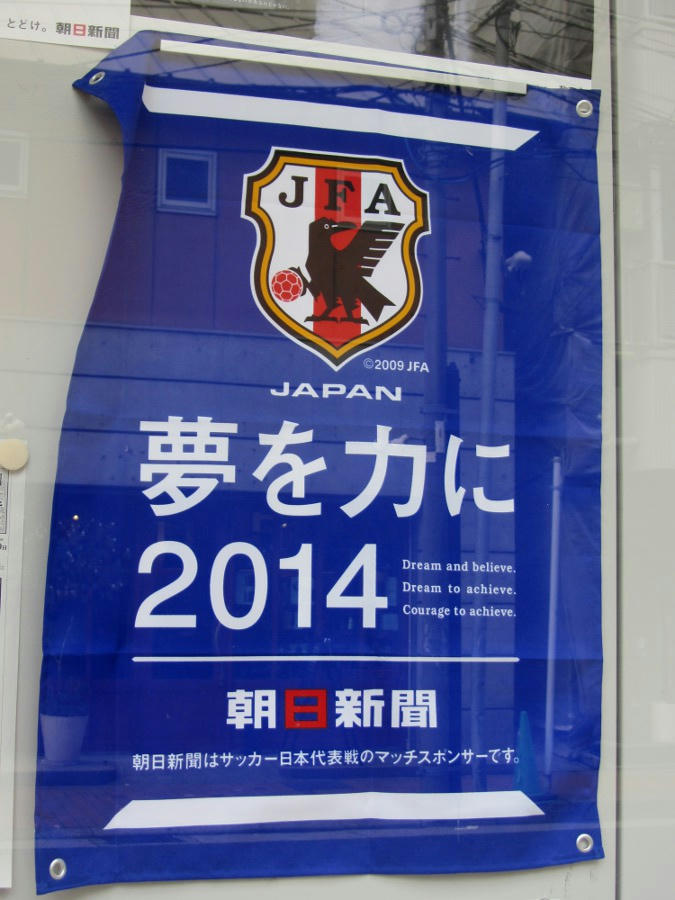 とどけ。朝日新聞
JFA
©2009 JFA
JAPAN
夢を力に
2014
Dream and believe.
Dream to achieve.
Courage to achieve.
朝日新聞
朝日新聞はサッカー日本代表戦のマッチスポンサーです。